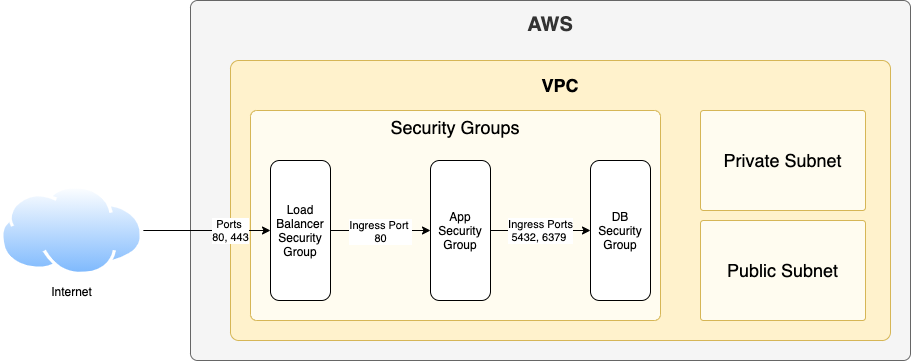 AWS
VPC
Security Groups
Internet
Ports
80, 443
Load
Balancer
Security
Group
Ingress Port
80
App
Security
Group
Ingress Ports
5432, 6379
DB
Security
Group
Private Subnet
Public Subnet